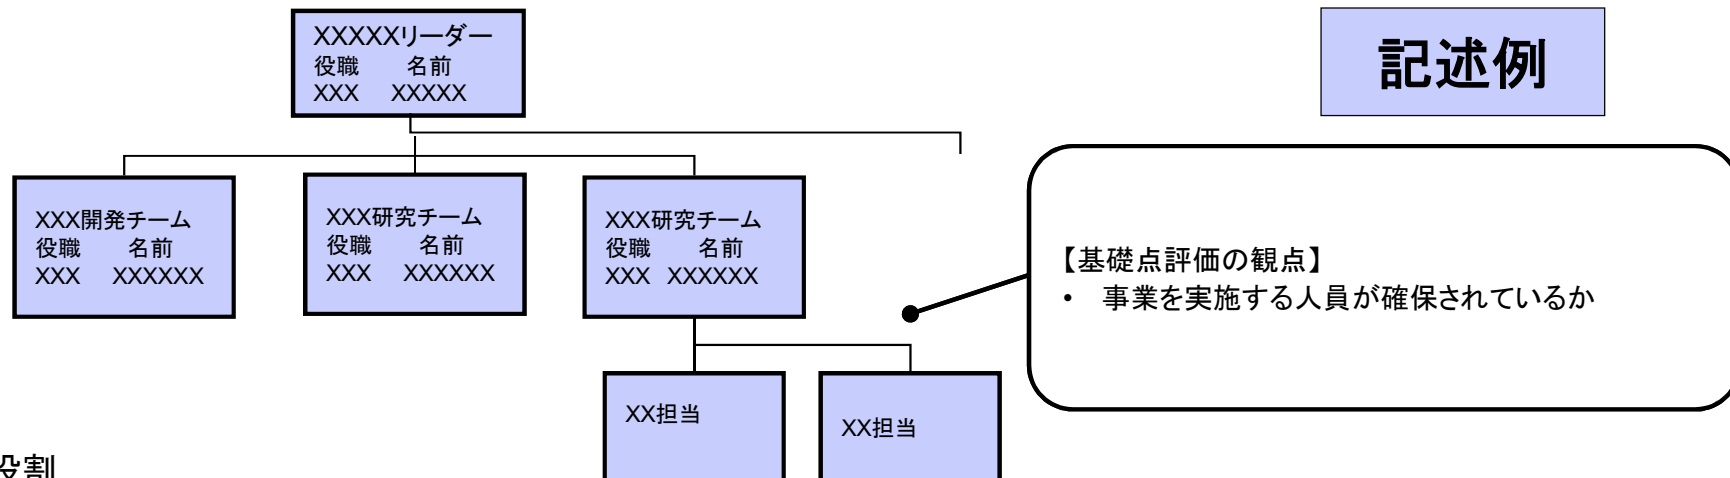 XXXXXリーダー
役職 名前
XXX XXXXX
記述例
XXX開発チーム
役職 名前
XXX XXXXXX
XXX研究チーム
役職 名前
XXX XXXXXX
XXX研究チーム
役職 名前
XXX XXXXXX
【基礎点評価の観点】
• 事業を実施する人員が確保されているか
XX担当
XX担当
役割